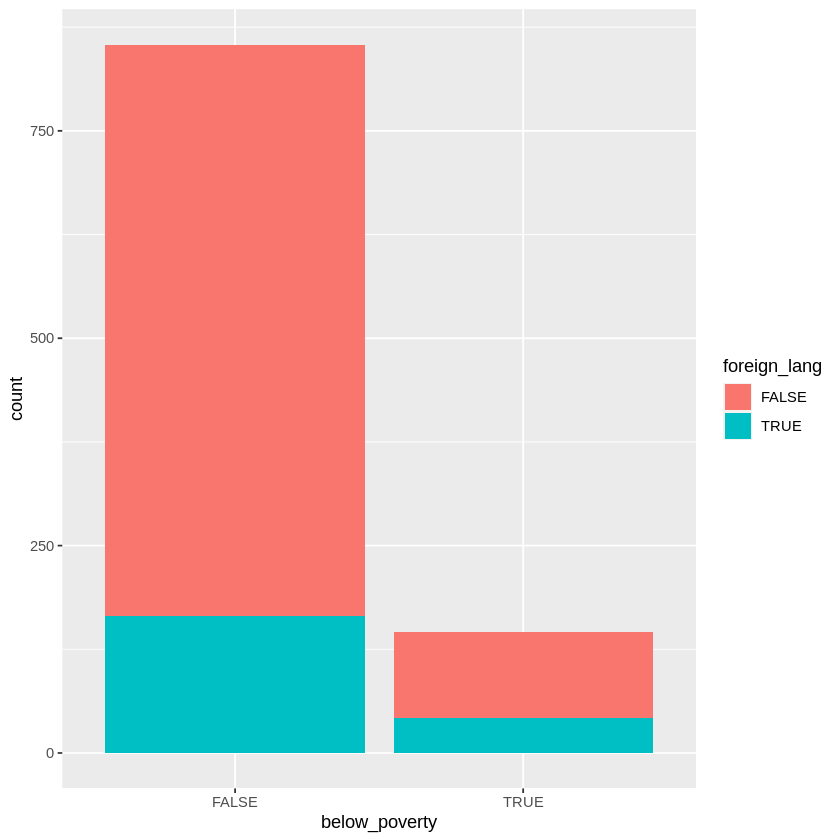 750
500
250
0
count
FALSE
TRUE
below_poverty
foreign_lang
FALSE
TRUE